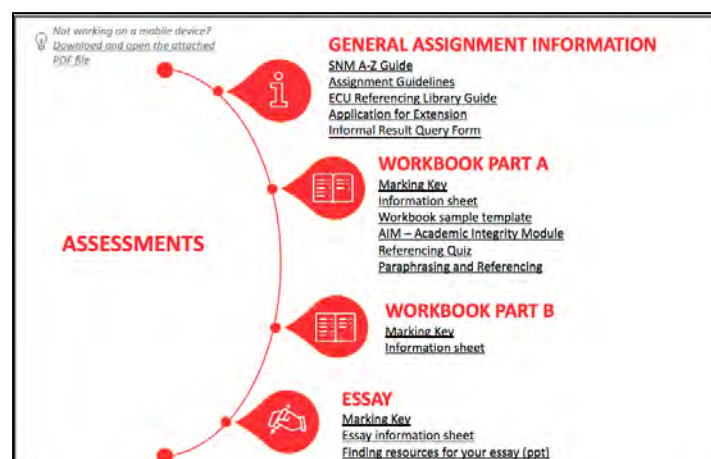 Not working on a mobile device?
Download and open the attached
PDF file
GENERAL ASSIGNMENT INFORMATION
SNM A-Z Guide
Assignment Guidelines
ECU Referencing Library Guide
Application for Extension
Informal Result Query Form
WORKBOOK PART A
Marking Key
Information sheet
Workbook sample template
AIM – Academic Integrity Module
Referencing Quiz
Paraphrasing and Referencing
ASSESSMENTS
WORKBOOK PART B
Marking Key
Information sheet
ESSAY
Marking Key
Essay information sheet
Finding resources for your essay (ppt)